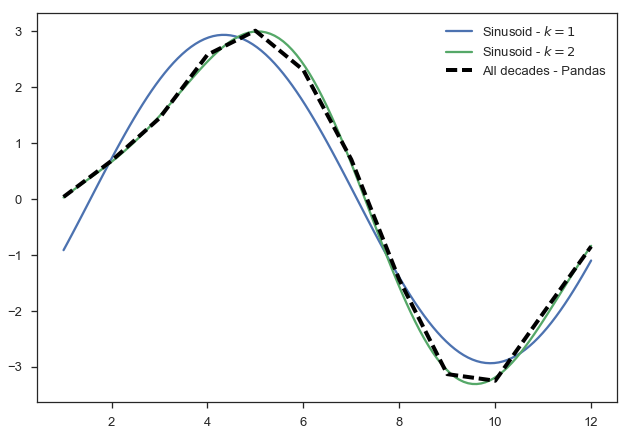 Sinusoid - k = 1
Sinusoid - k = 2
All decades - Pandas
3
2
1
0
−1
−2
−3
2 4 6 8 10 12